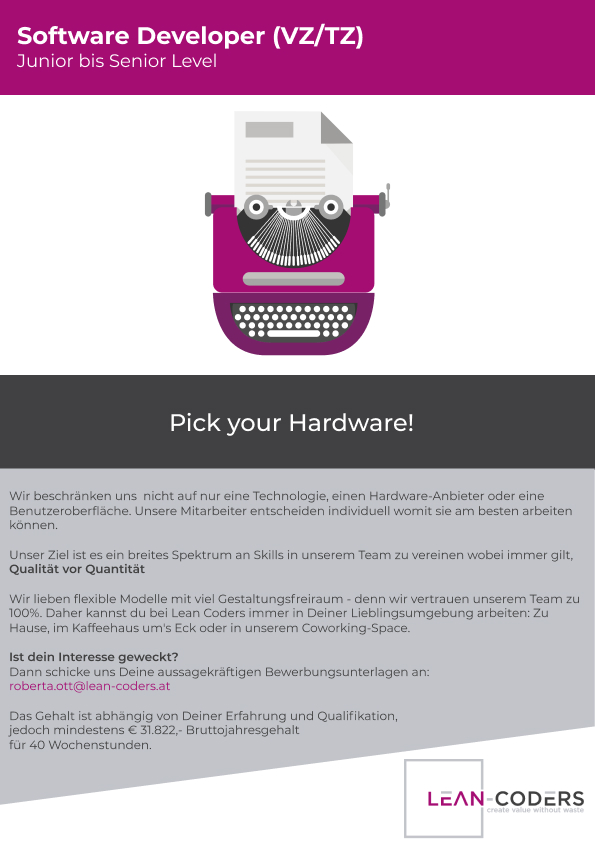 Software Developer (VZ/TZ)
Junior bis Senior Level
Pick your Hardware!
Wir beschränken uns  nicht auf nur eine Technologie, einen Hardware-Anbieter oder eine
Benutzeroberfläche. Unsere Mitarbeiter entscheiden individuell womit sie am besten arbeiten
können.
Unser Ziel ist es ein breites Spektrum an Skills in unserem Team zu vereinen wobei immer gilt,
Qualität vor Quantität
Wir lieben flexible Modelle mit viel Gestaltungsfreiraum - denn wir vertrauen unserem Team zu
100%. Daher kannst du bei Lean Coders immer in Deiner Lieblingsumgebung arbeiten: Zu
Hause, im Kaffeehaus um's Eck oder in unserem Coworking-Space.
Ist dein Interesse geweckt?
Dann schicke uns Deine aussagekräftigen Bewerbungsunterlagen an:
roberta.ott@lean-coders.at
Das Gehalt ist abhängig von Deiner Erfahrung und Qualifikation,
jedoch mindestens € 31.822,- Bruttojahresgehalt
für 40 Wochenstunden.
LEAN-CODERS
create value without waste